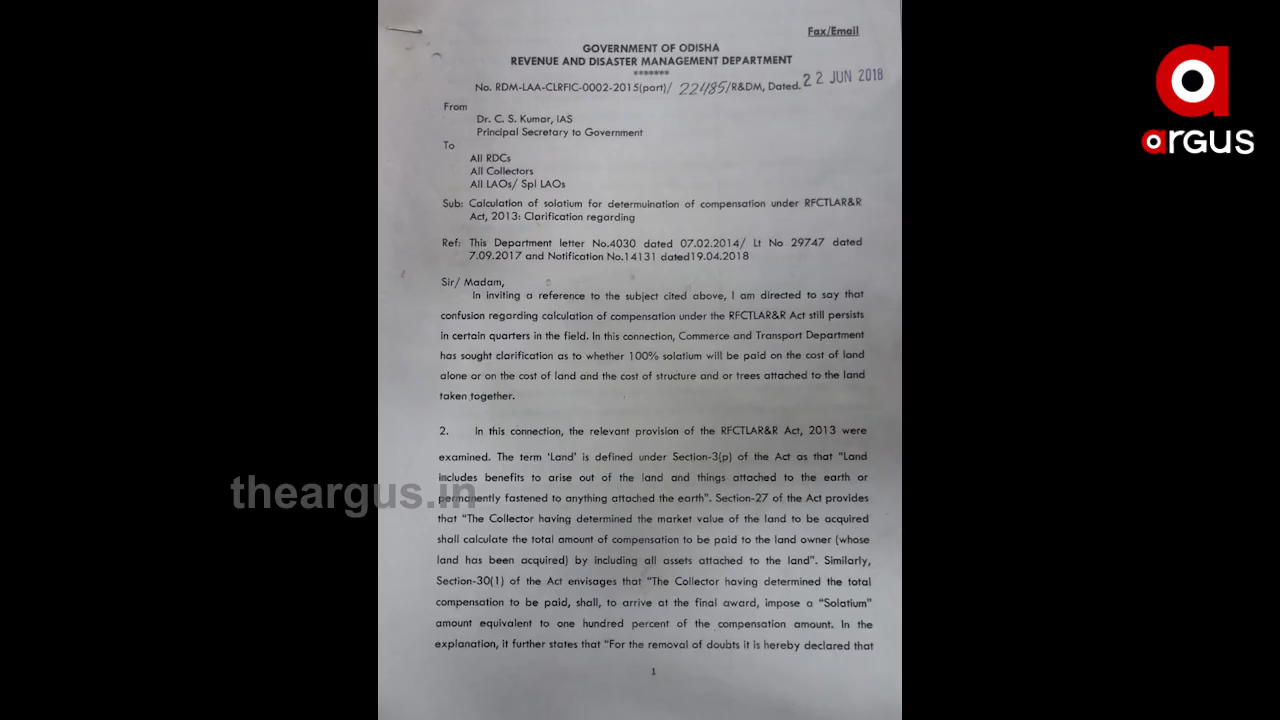 Fax/Email
GOVERNMENT OF ODISHA
REVENUE AND DISASTER MANAGEMENT DEPARTMENT
*******
No. RDM-LAA-CLRFIC-0002-2015(part)/ 22485/R&DM, Dated. 22 JUN 2018
From
Dr. C. S. Kumar, IAS
Principal Secretary to Government
To
All RDCs
All Collectors
All LAOs/ Spl LAOs
Sub: Calculation of solatium for determuination of compensation under RFCTLAR&R
Act, 2013: Clarification regarding
Ref: This Department letter No.4030 dated 07.02.2014/ Lt No 29747 dated
7.09.2017 and Notification No.14131 dated19.04.2018
Sir/ Madam,
In inviting a reference to the subject cited above, I am directed to say that
confusion regarding calculation of compensation under the RFCTLAR&R Act still persists
in certain quarters in the field. In this connection, Commerce and Transport Department
has sought clarification as to whether 100% solatium will be paid on the cost of land
alone or on the cost of land and the cost of structure and or trees attached to the land
taken together.
2. In this connection, the relevant provision of the RFCTLAR&R Act, 2013 were
examined. The term 'Land' is defined under Section-3(p) of the Act as that "Land
includes benefits to arise out of the land and things attached to the earth or
permanently fastened to anything attached the earth". Section-27 of the Act provides
that "The Collector having determined the market value of the land to be acquired
shall calculate the total amount of compensation to be paid to the land owner (whose
land has been acquired) by including all assets attached to the land". Similarly,
Section-30(1) of the Act envisages that "The Collector having determined the total
compensation to be paid, shall, to arrive at the final award, impose a "Solatium"
amount equivalent to one hundred percent of the compensation amount. In the
explanation, it further states that "For the removal of doubts it is hereby declared that
1
theargus.in
a
argus